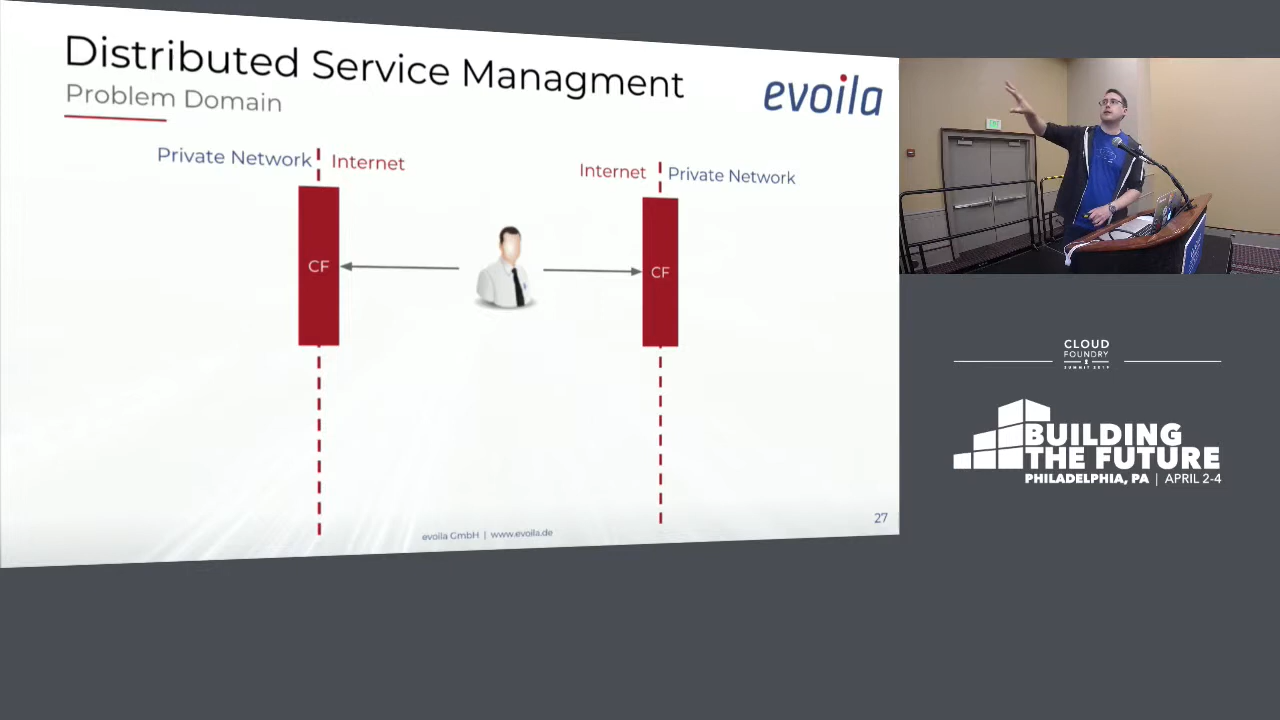 Distributed Service Managment
Problem Domain
evoila
Private Network
Internet
Internet
Private Network
CF
CF
evoila GmbH | www.evoila.de
27
EXIT
CLOUD
FOUNDRY
SUMMIT 2019
BUILDING
THE FUTURE
PHILADELPHIA, PA | APRIL 2-4